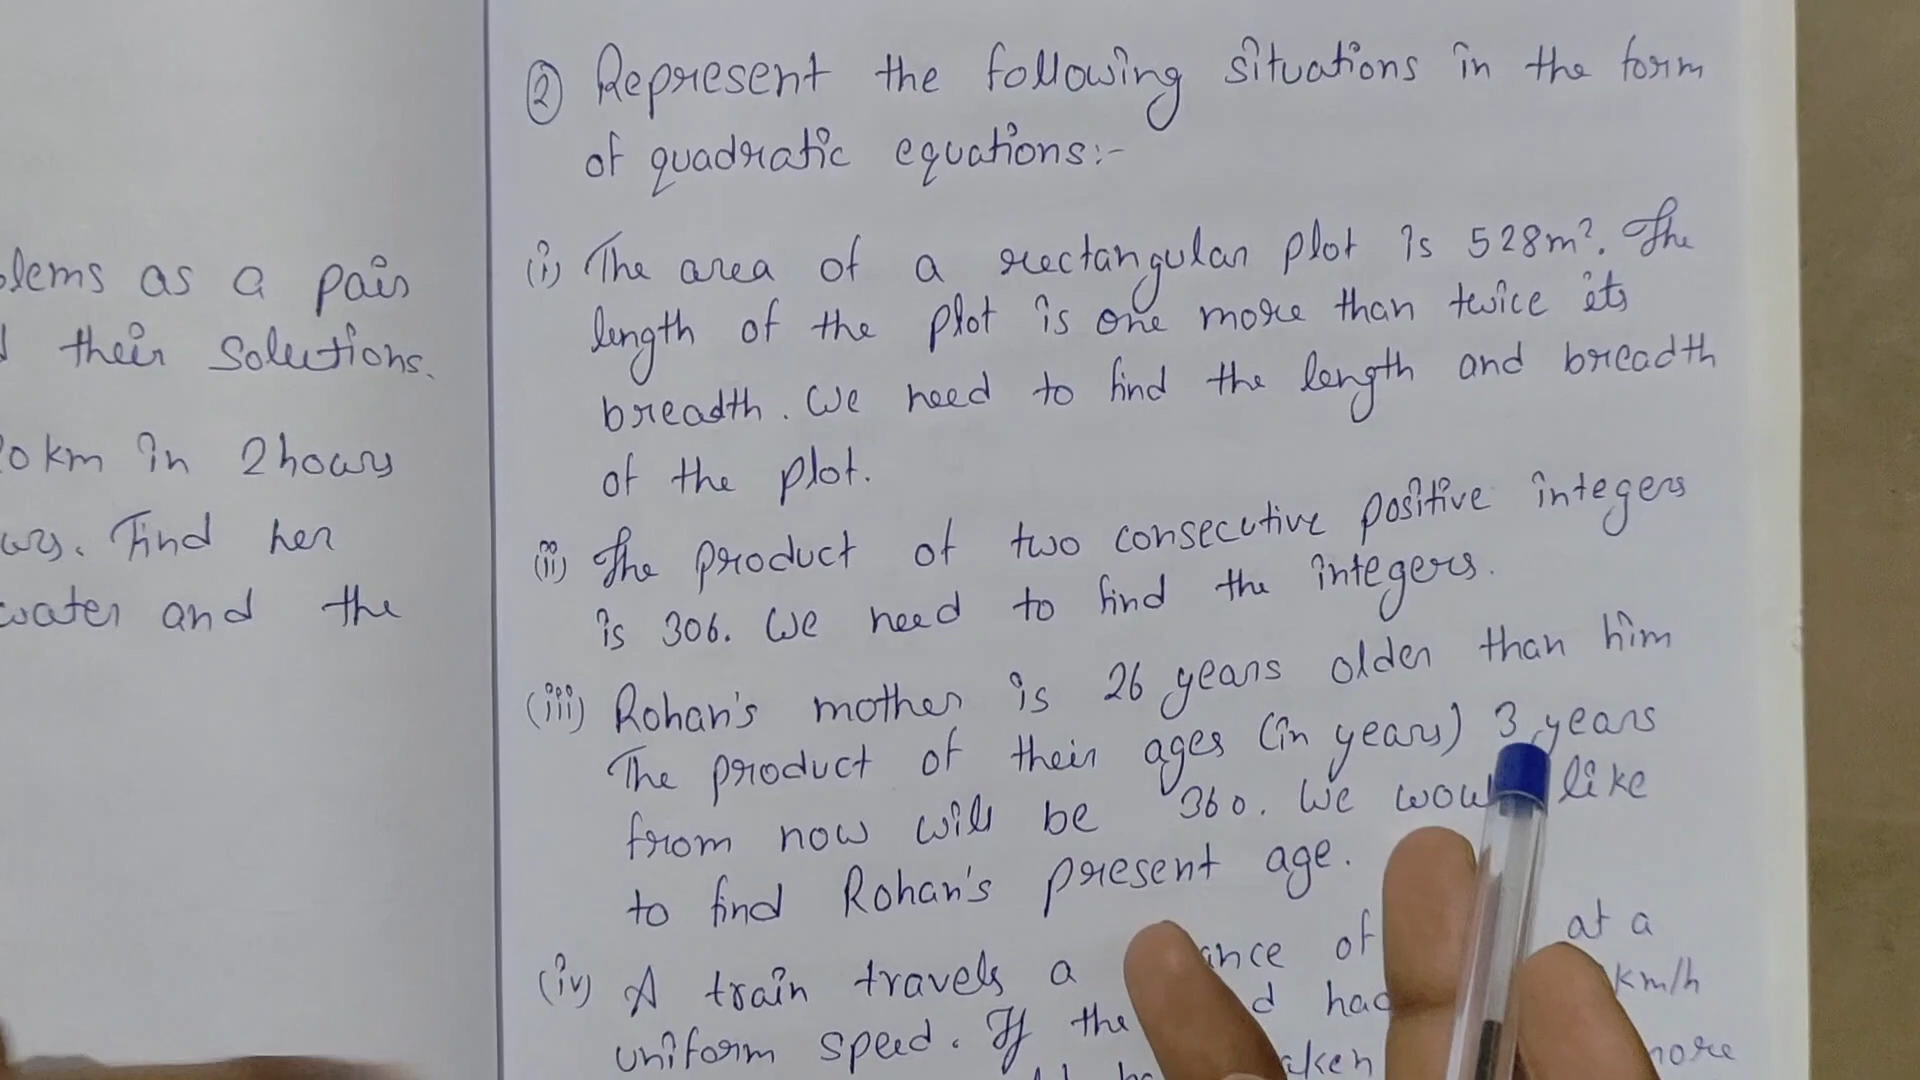 lems as a pair
their Solutions.
0 km in 2 hours
. Find her
water and the
② Represent the following situations in the form
of quadratic equations:-
(i) The area of a rectangular plot is 528m². The
length of the plot is one more than twice its
breadth. We need to find the length and breadth
of the plot.
(ii) The product of two consecutive positive integers
is 306. We need to find the integers.
(iii) Rohan's mother is 26 years older than him
The product of their ages (in years) 3 years
from now will be 360. We would like
to find Rohan's present age.
(iv) A train travels a of at a
uniform speed. If the had km/h
more